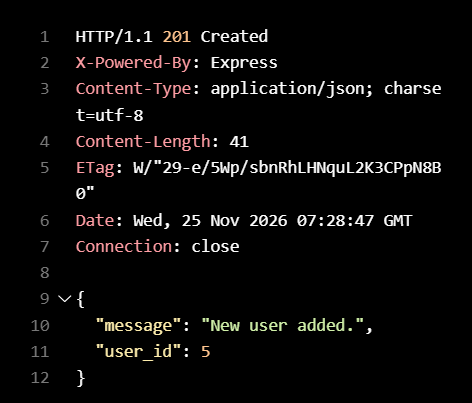 1 HTTP/1.1 201 Created
2 X-Powered-By: Express
3 Content-Type: application/json; charse
t=utf-8
4 Content-Length: 41
5 ETag: W/"29-e/5Wp/sbnRhLHNquL2K3CPpN8B
0"
6 Date: Wed, 25 Nov 2026 07:28:47 GMT
7 Connection: close
8
9 {
10 "message": "New user added.",
11 "user_id": 5
12 }